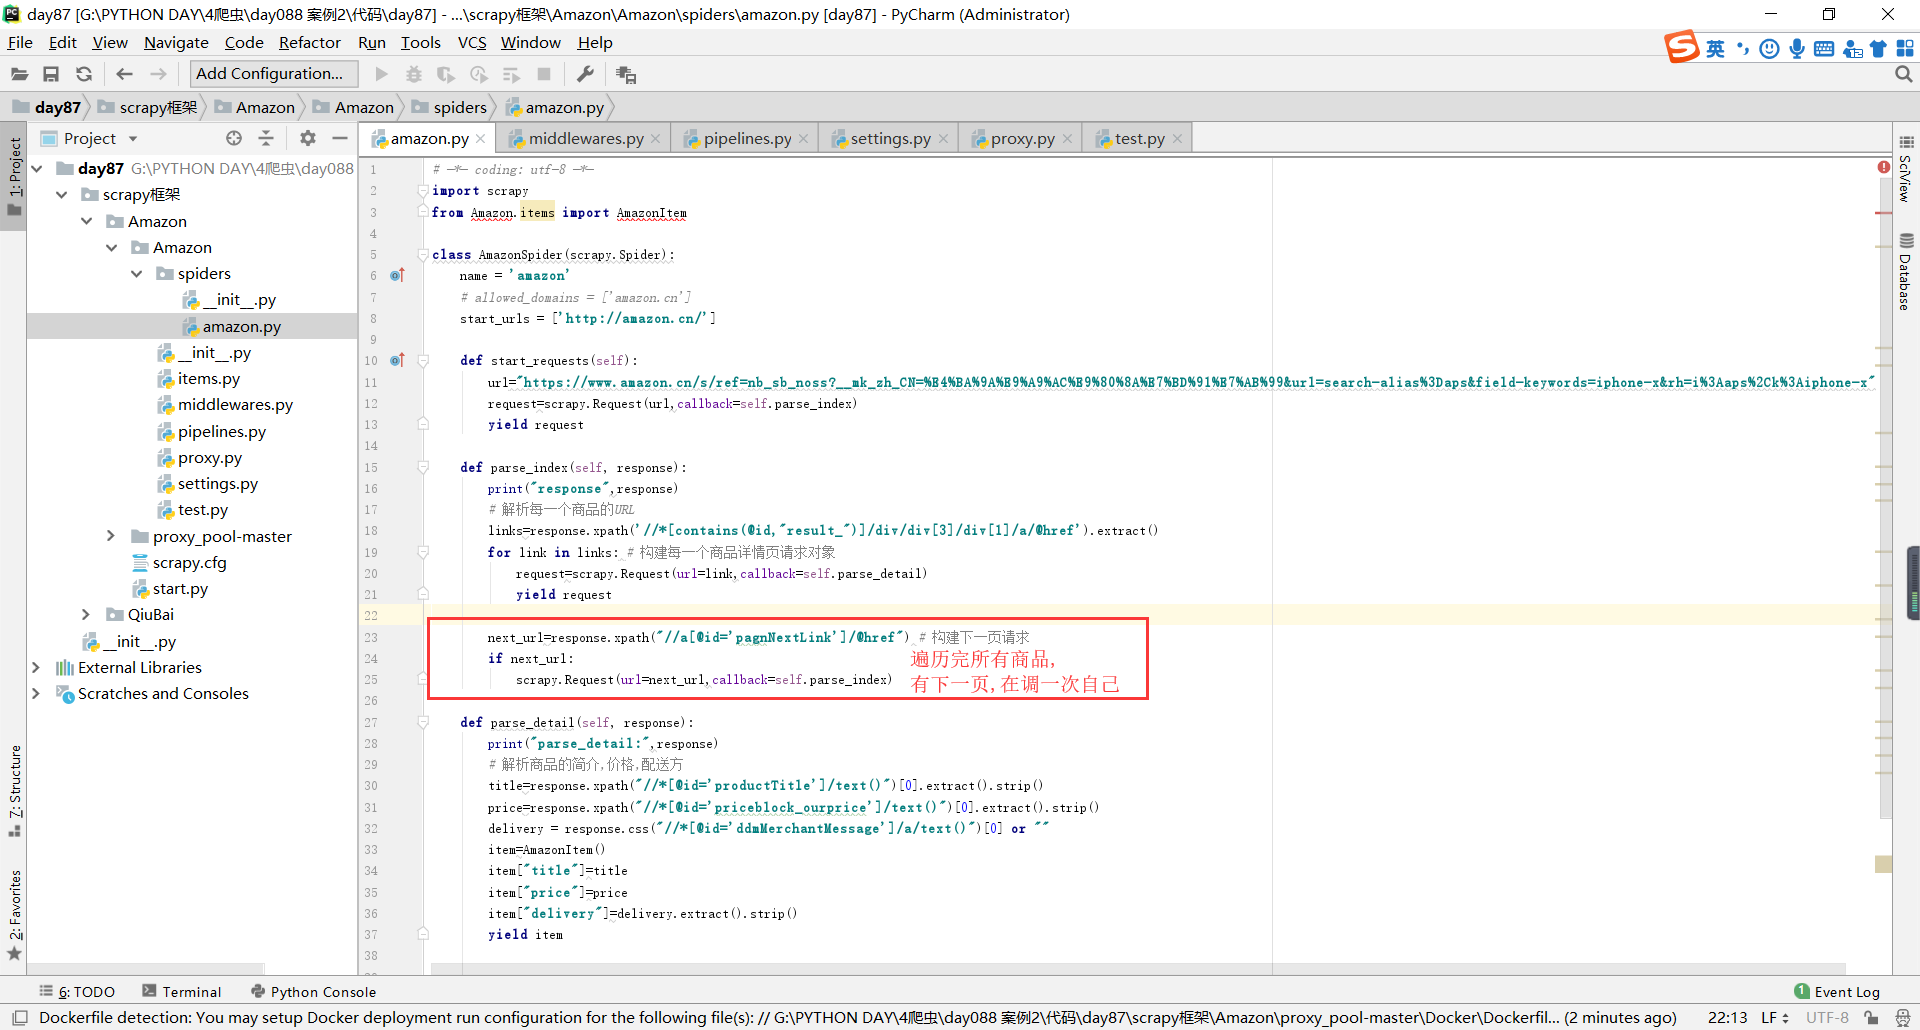 day87 [G:\PYTHON DAY\4爬虫\day088 案例2\代码\day87] - ...\scrapy框架\Amazon\Amazon\spiders\amazon.py [day87] - PyCharm (Administrator)
File Edit View Navigate Code Refactor Run Tools VCS Window Help
英
Add Configuration...
day87 scrapy框架 Amazon Amazon spiders amazon.py
Project
amazon.py middlewares.py pipelines.py settings.py proxy.py test.py
1: Project
7: Structure
2: Favorites
day87 G:\PYTHON DAY\4爬虫\day088
scrapy框架
Amazon
Amazon
spiders
__init__.py
amazon.py
__init__.py
items.py
middlewares.py
pipelines.py
proxy.py
settings.py
test.py
proxy_pool-master
scrapy.cfg
start.py
QiuBai
__init__.py
External Libraries
Scratches and Consoles
1 # -*- coding: utf-8 -*-
2 import scrapy
3 from Amazon.items import AmazonItem
4
5 class AmazonSpider(scrapy.Spider):
6 name = 'amazon'
7 # allowed_domains = ['amazon.cn']
8 start_urls = ['http://amazon.cn/']
9
10 def start_requests(self):
11 url="https://www.amazon.cn/s/ref=nb_sb_noss?__mk_zh_CN=%E4%BA%9A%E9%A9%AC%E9%80%8A%E7%BD%91%E7%AB%99&url=search-alias%3Daps&field-keywords=iphone-x&rh=i%3Aaps%2Ck%3Aiphone-x"
12 request=scrapy.Request(url,callback=self.parse_index)
13 yield request
14
15 def parse_index(self, response):
16 print("response",response)
17 # 解析每一个商品的URL
18 links=response.xpath('//*[contains(@id,"result_")]/div/div[3]/div[1]/a/@href').extract()
19 for link in links: # 构建每一个商品详情页请求对象
20 request=scrapy.Request(url=link,callback=self.parse_detail)
21 yield request
22
23 next_url=response.xpath("//a[@id='pagnNextLink']/@href") # 构建下一页请求
24 if next_url:
25 scrapy.Request(url=next_url,callback=self.parse_index)
遍历完所有商品,
有下一页,在调一次自己
26
27 def parse_detail(self, response):
28 print("parse_detail:",response)
29 # 解析商品的简介,价格,配送方
30 title=response.xpath("//*[@id='productTitle']/text()")[0].extract().strip()
31 price=response.xpath("//*[@id='priceblock_ourprice']/text()")[0].extract().strip()
32 delivery = response.css("//*[@id='ddmMerchantMessage']/a/text()")[0] or ""
33 item=AmazonItem()
34 item["title"]=title
35 item["price"]=price
36 item["delivery"]=delivery.extract().strip()
37 yield item
38
SciView
Database
6: TODO Terminal Python Console
1 Event Log
Dockerfile detection: You may setup Docker deployment run configuration for the following file(s): // G:\PYTHON DAY\4爬虫\day088 案例2\代码\day87\scrapy框架\Amazon\proxy_pool-master\Docker\Dockerfil... (2 minutes ago) 22:13 LF UTF-8